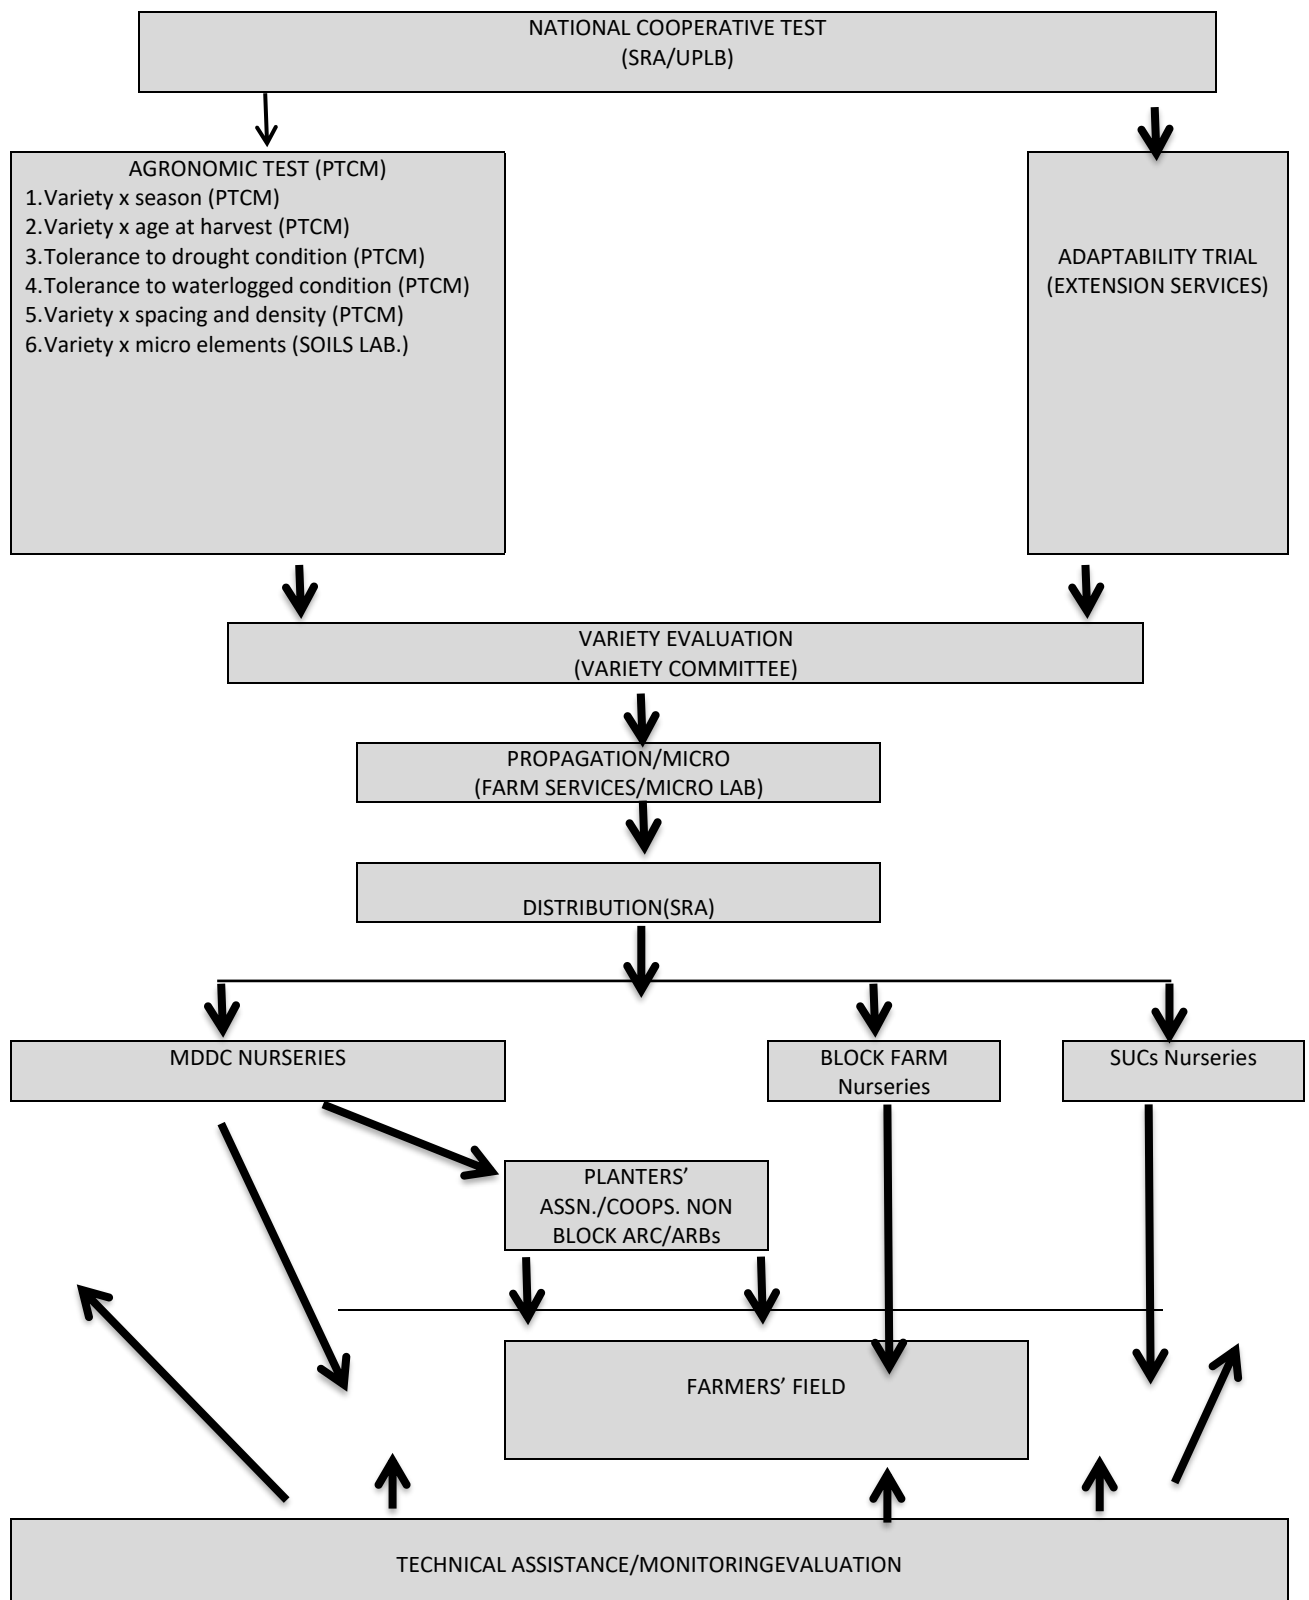 NATIONAL COOPERATIVE TEST
(SRA/UPLB)
AGRONOMIC TEST (PTCM)
1.Variety x season (PTCM)
2.Variety x age at harvest (PTCM)
3.Tolerance to drought condition (PTCM)
4.Tolerance to waterlogged condition (PTCM)
5.Variety x spacing and density (PTCM)
6.Variety x micro elements (SOILS LAB.)
ADAPTABILITY TRIAL
(EXTENSION SERVICES)
VARIETY EVALUATION
(VARIETY COMMITTEE)
PROPAGATION/MICRO
(FARM SERVICES/MICRO LAB)
DISTRIBUTION(SRA)
MDDC NURSERIES
BLOCK FARM
Nurseries
SUCs Nurseries
PLANTERS’
ASSN./COOPS. NON
BLOCK ARC/ARBs
FARMERS’ FIELD
TECHNICAL ASSISTANCE/MONITORINGEVALUATION